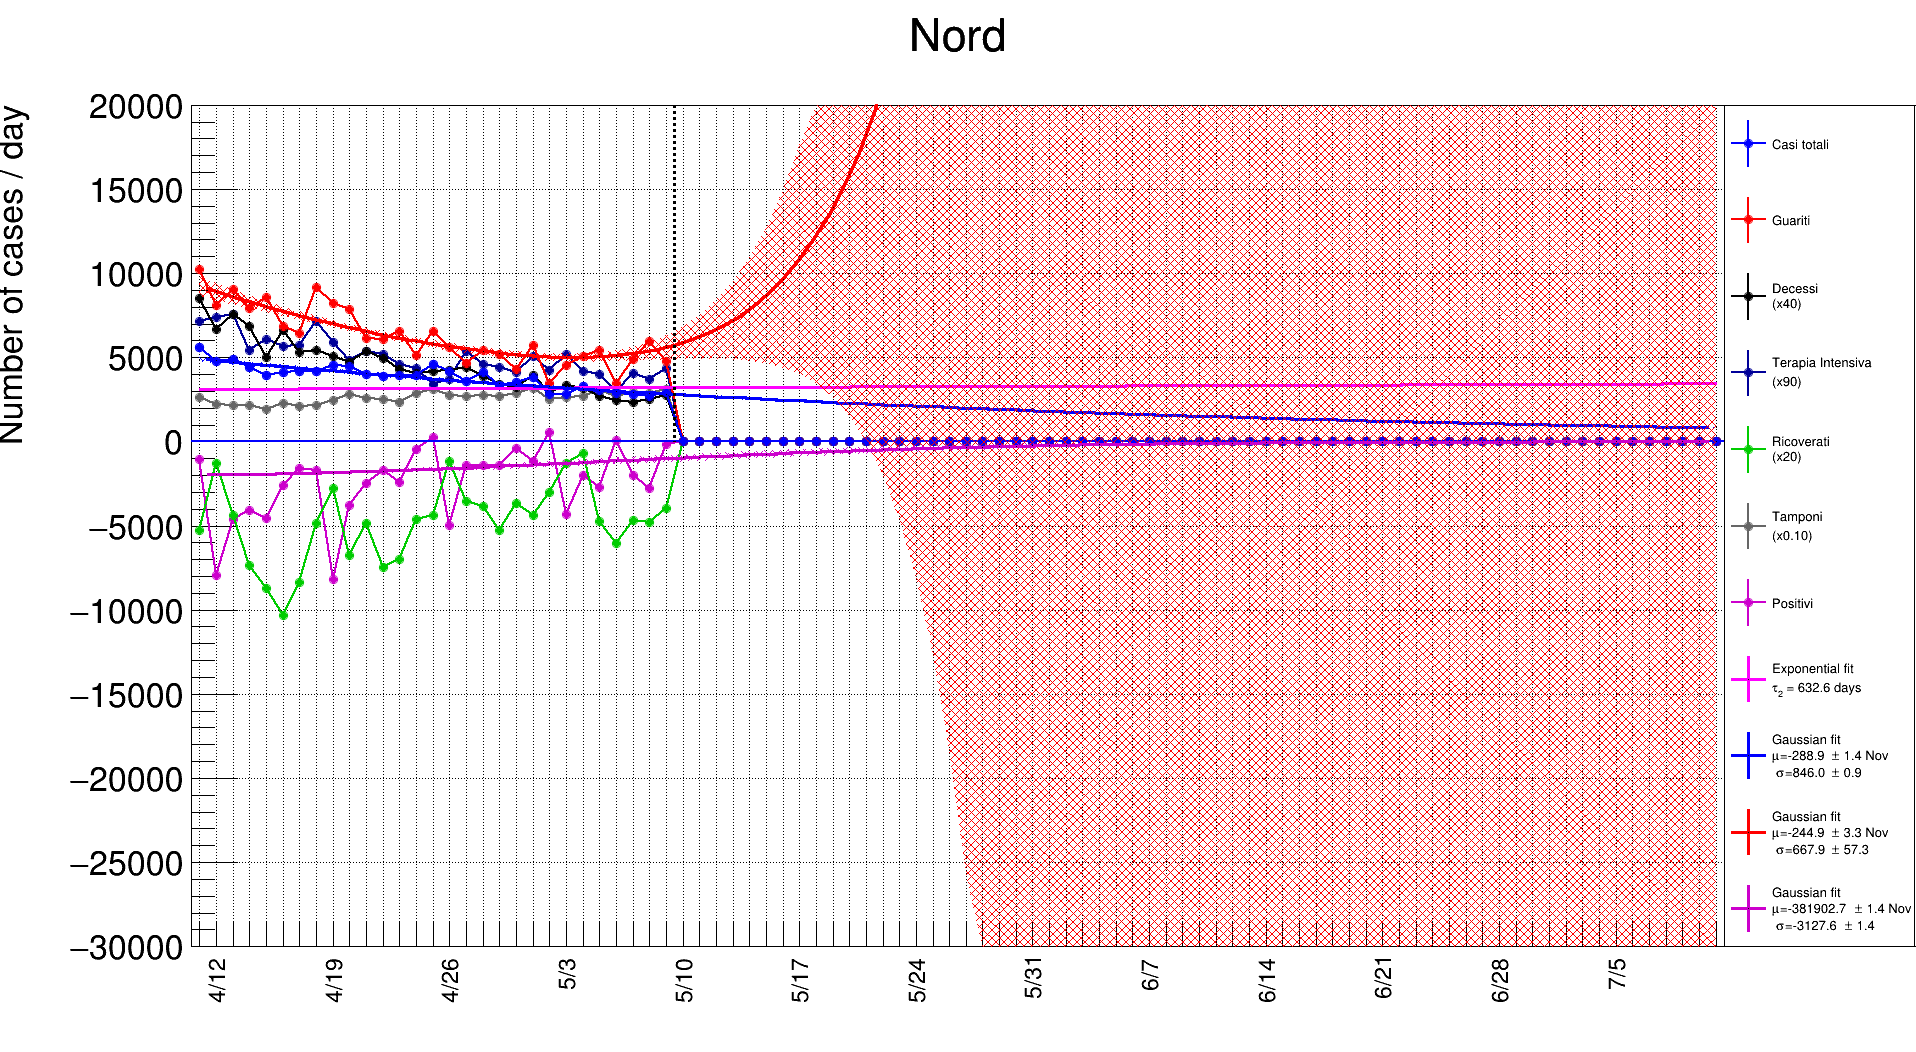 Nord
Number of cases / day
20000
15000
10000
5000
0
−5000
−10000
−15000
−20000
−25000
−30000
4/12
4/19
4/26
5/3
5/10
5/17
5/24
5/31
6/7
6/14
6/21
6/28
7/5
Casi totali
Guariti
Decessi
(x40)
Terapia Intensiva
(x90)
Ricoverati
(x20)
Tamponi
(x0.10)
Positivi
Exponential fit
τ2 = 632.6 days
Gaussian fit
μ=-288.9 ± 1.4 Nov
σ=846.0 ± 0.9
Gaussian fit
μ=-244.9 ± 3.3 Nov
σ=667.9 ± 57.3
Gaussian fit
μ=-381902.7 ± 1.4 Nov
σ=-3127.6 ± 1.4